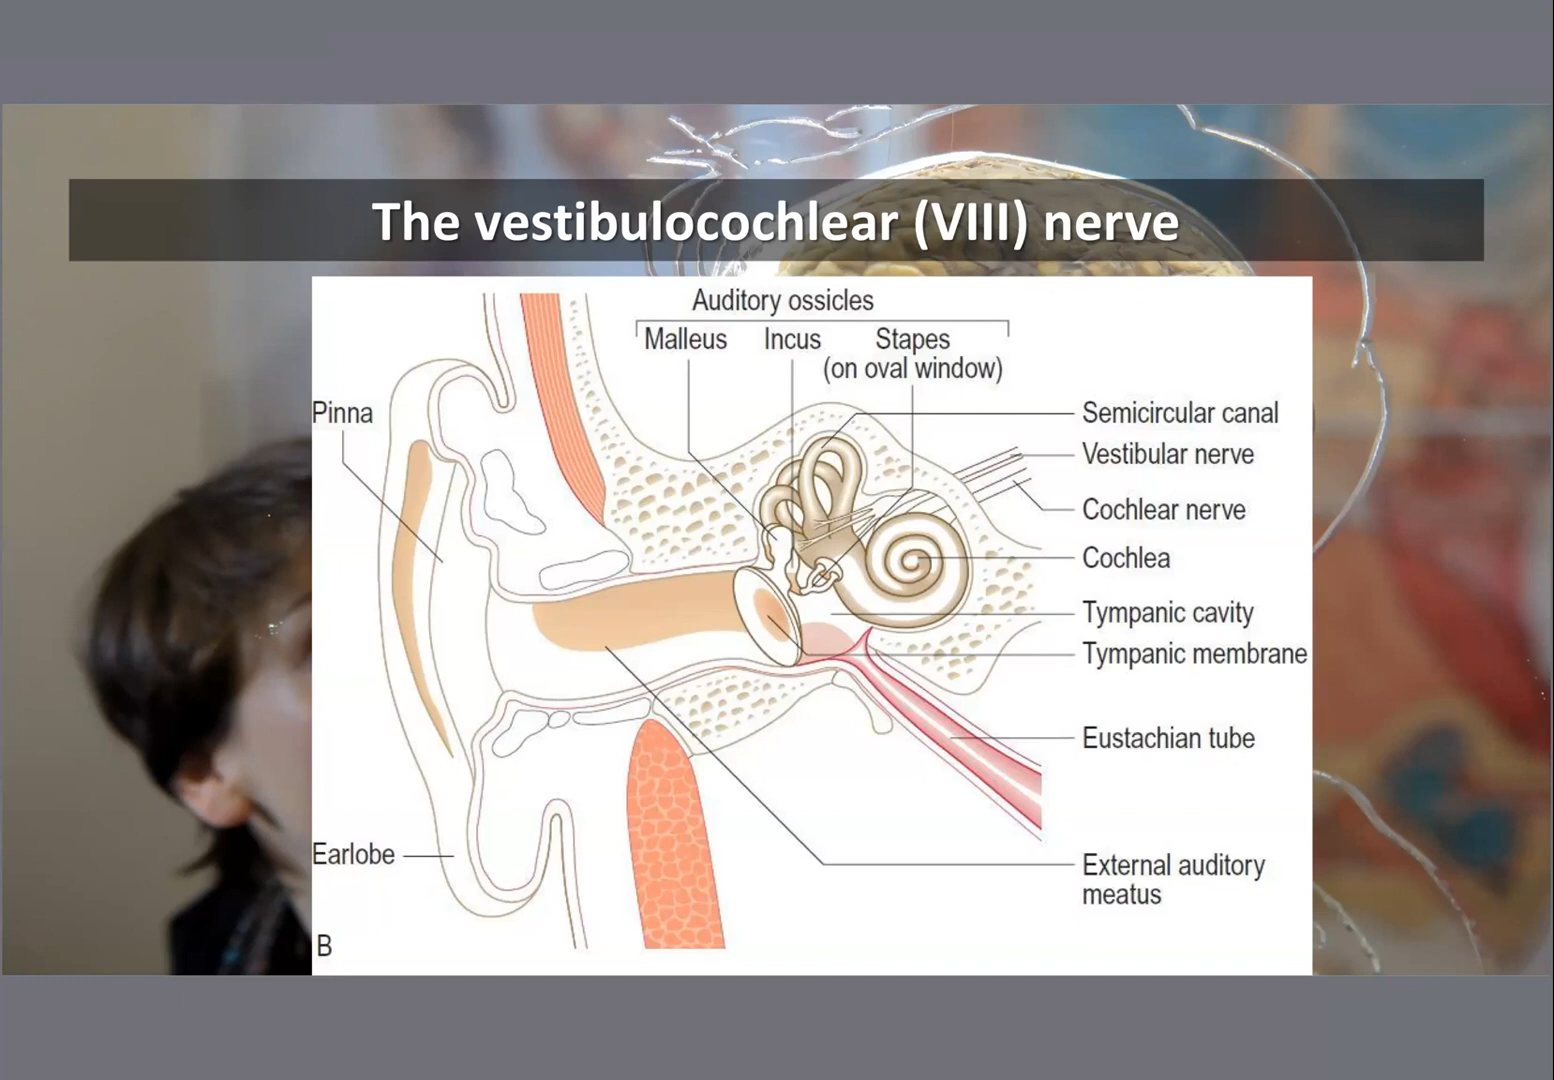 The vestibulocochlear (VIII) nerve
Auditory ossicles
Malleus
Incus
Stapes
(on oval window)
Pinna
Semicircular canal
Vestibular nerve
Cochlear nerve
Cochlea
Tympanic cavity
Tympanic membrane
Eustachian tube
Earlobe
External auditory
meatus
B